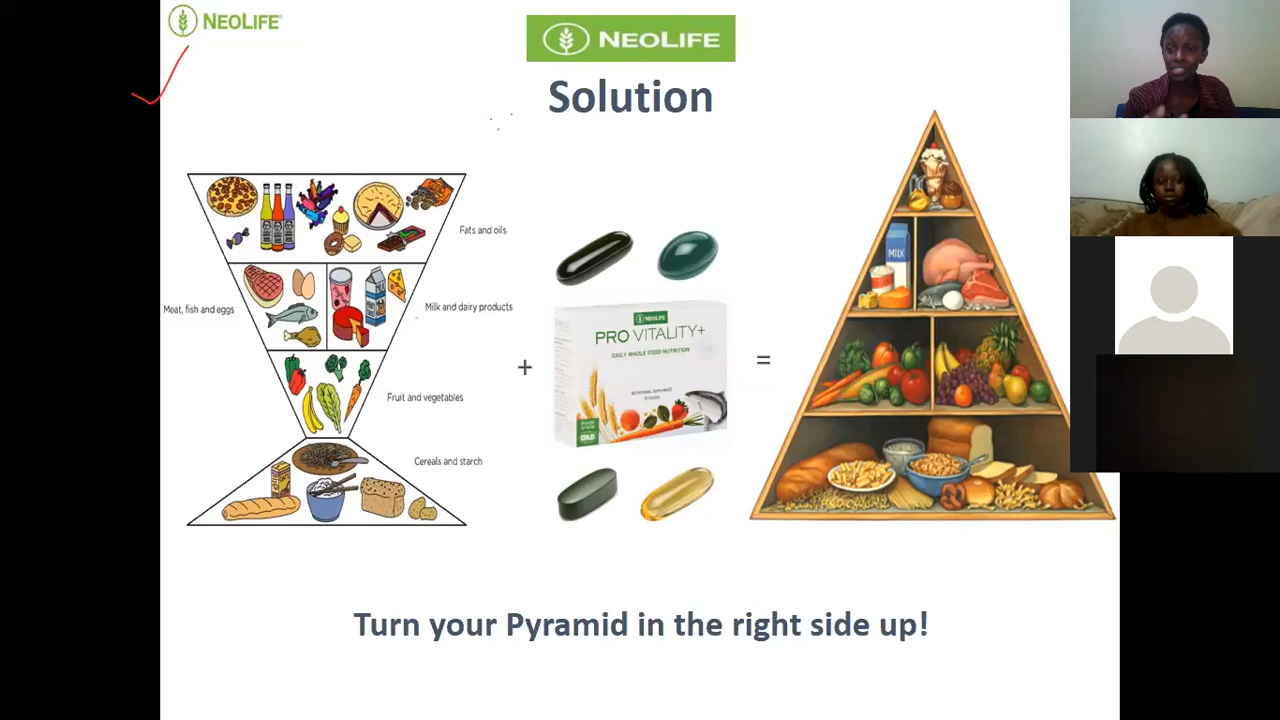 NEOLIFE
NEOLIFE
Solution
Fats and oils
Meat, fish and eggs
Milk and dairy products
Fruit and vegetables
Cereals and starch
+
NEOLIFE
PRO VITALITY+
DAILY WHOLE FOOD NUTRITION
=
MILK
Turn your Pyramid in the right side up!